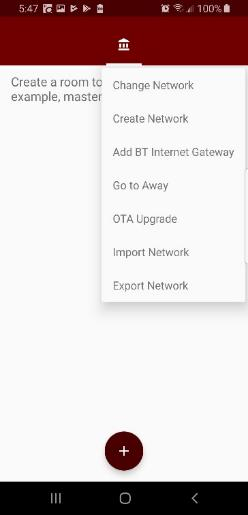 5:47
100%
Create a room to
example, master
Change Network
Create Network
Add BT Internet Gateway
Go to Away
OTA Upgrade
Import Network
Export Network